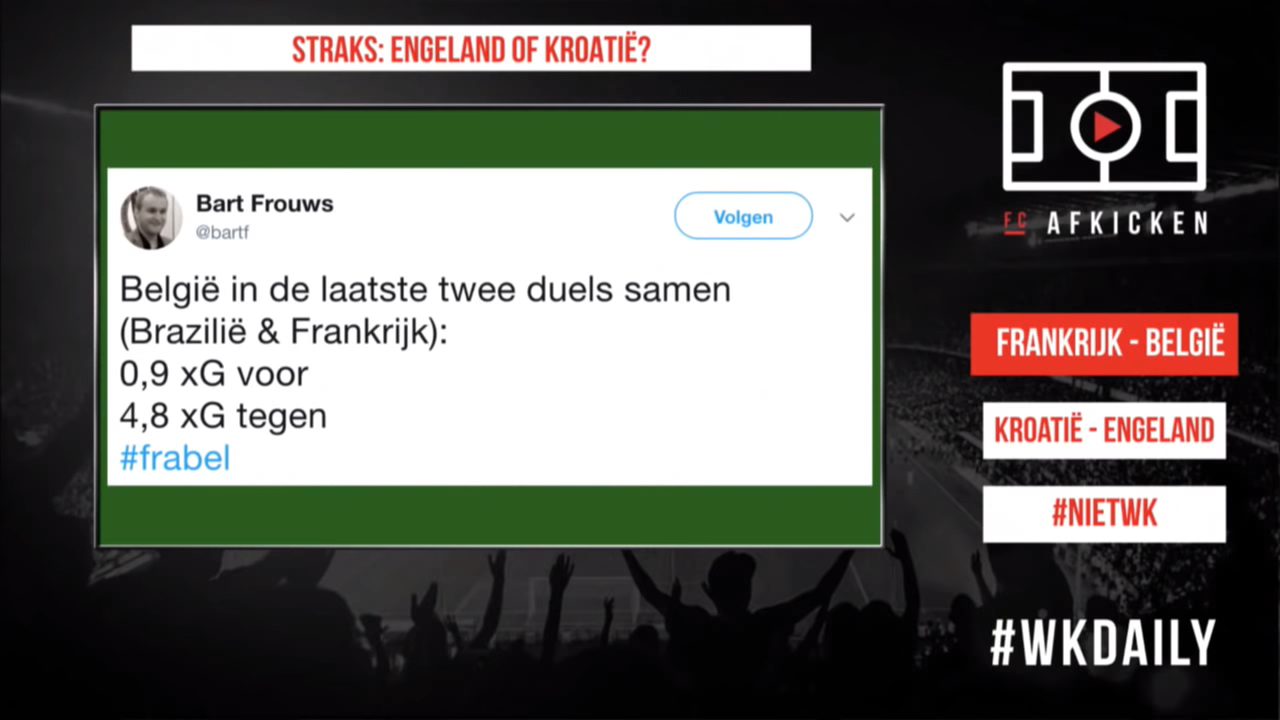 STRAKS: ENGELAND OF KROATIË?
Bart Frouws
@bartf
Volgen
België in de laatste twee duels samen
(Brazilië & Frankrijk):
0,9 xG voor
4,8 xG tegen
#frabel
FC AFKICKEN
FRANKRIJK - BELGIË
KROATIË - ENGELAND
#NIETWK
#WKDAILY